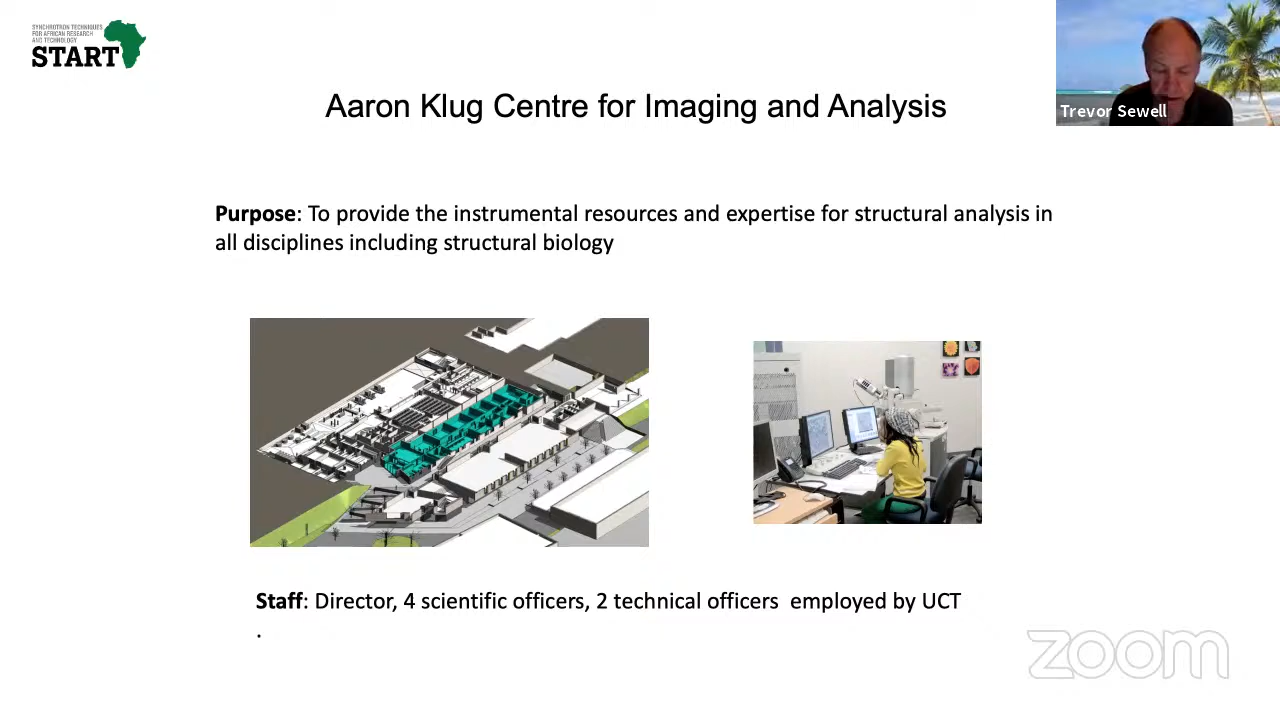 SYNCHROTRON TECHNIQUES
FOR AFRICAN RESEARCH
AND TECHNOLOGY
START
Trevor Sewell
Aaron Klug Centre for Imaging and Analysis
Purpose: To provide the instrumental resources and expertise for structural analysis in
all disciplines including structural biology
Staff: Director, 4 scientific officers, 2 technical officers  employed by UCT
.
zoom